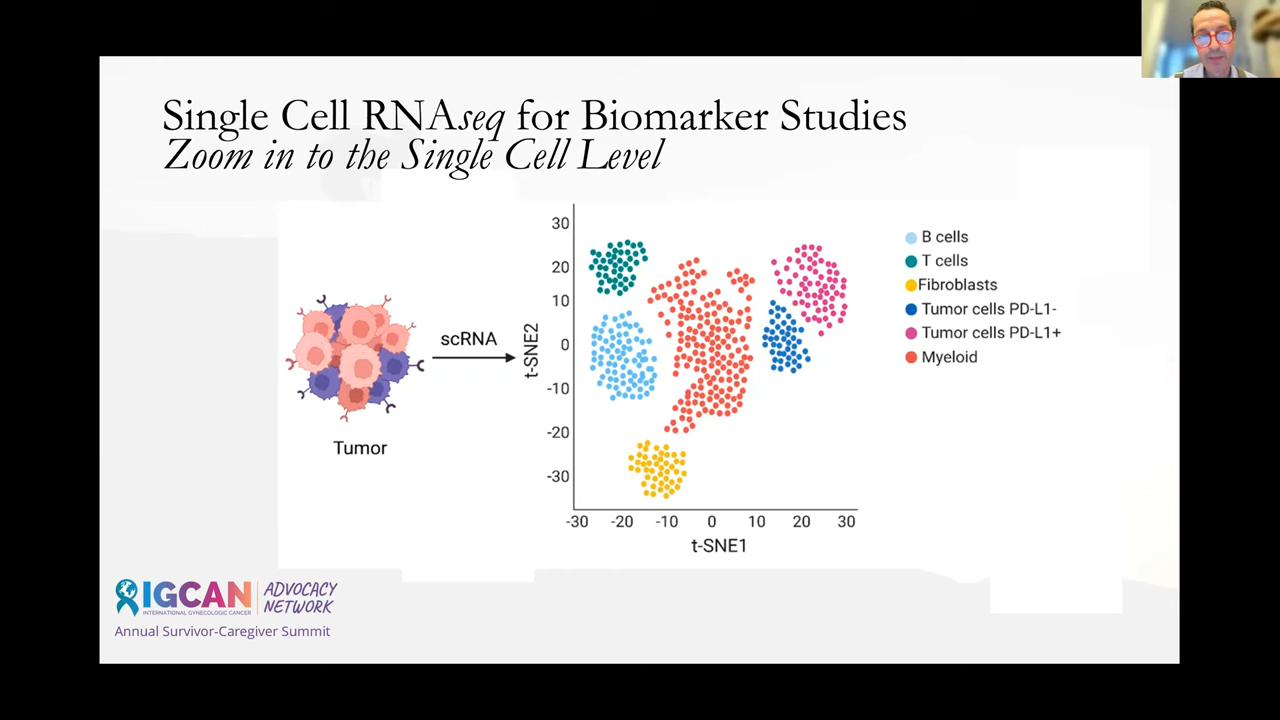 Single Cell RNAseq for Biomarker Studies
Zoom in to the Single Cell Level
Tumor
scRNA
t-SNE2
30
20
10
0
-10
-20
-30
-30 -20 -10 0 10 20 30
t-SNE1
B cells
T cells
Fibroblasts
Tumor cells PD-L1-
Tumor cells PD-L1+
Myeloid
IGCAN
INTERNATIONAL GYNECOLOGIC CANCER
ADVOCACY
NETWORK
Annual Survivor-Caregiver Summit